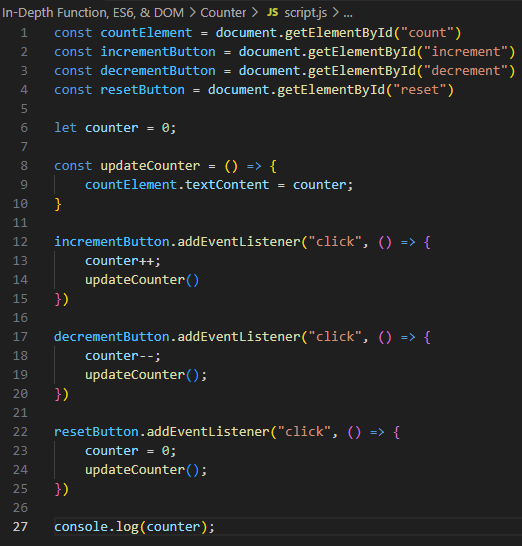 In-Depth Function, ES6, & DOM > Counter > JS script.js > ...
1 const countElement = document.getElementById("count")
2 const incrementButton = document.getElementById("increment")
3 const decrementButton = document.getElementById("decrement")
4 const resetButton = document.getElementById("reset")
5
6 let counter = 0;
7
8 const updateCounter = () => {
9     countElement.textContent = counter;
10 }
11
12 incrementButton.addEventListener("click", () => {
13     counter++;
14     updateCounter()
15 })
16
17 decrementButton.addEventListener("click", () => {
18     counter--;
19     updateCounter();
20 })
21
22 resetButton.addEventListener("click", () => {
23     counter = 0;
24     updateCounter();
25 })
26
27 console.log(counter);